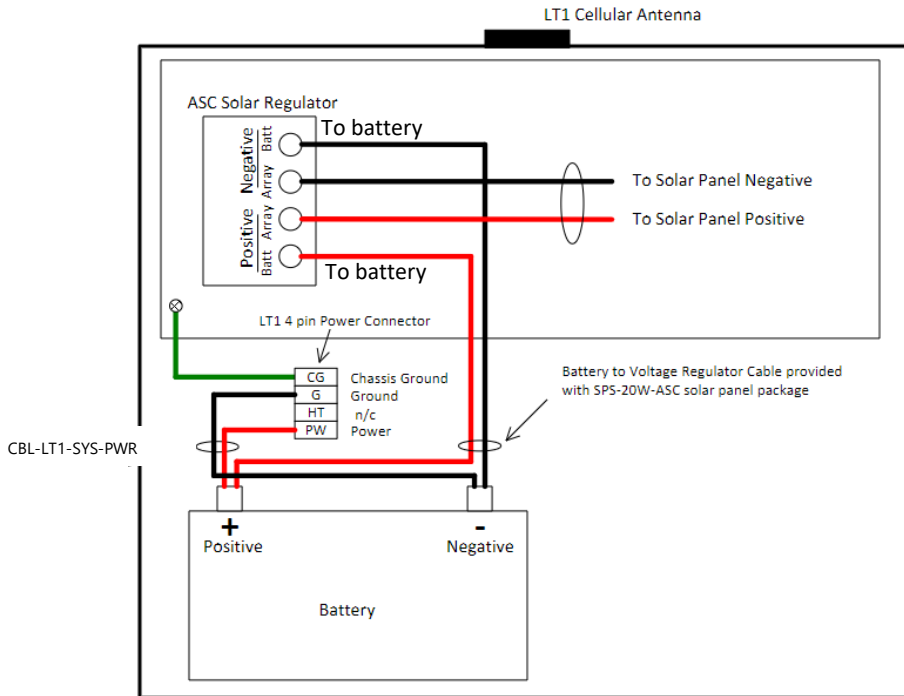 LT1 Cellular Antenna
ASC Solar Regulator
Negative
Batt
Array
Positive
Array
Batt
To battery
To Solar Panel Negative
To Solar Panel Positive
To battery
LT1 4 pin Power Connector
CG Chassis Ground
G Ground
HT n/c
PW Power
Battery to Voltage Regulator Cable provided
with SPS-20W-ASC solar panel package
CBL-LT1-SYS-PWR
+
Positive
-
Negative
Battery